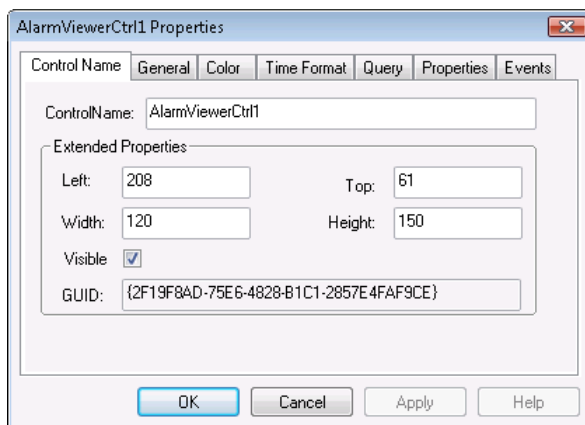 AlarmViewerCtrl1 Properties
Control Name General Color Time Format Query Properties Events
ControlName: AlarmViewerCtrl1
Extended Properties
Left: 208 Top: 61
Width: 120 Height: 150
Visible
GUID: {2F19F8AD-75E6-4828-B1C1-2857E4FAF9CE}
OK Cancel Apply Help